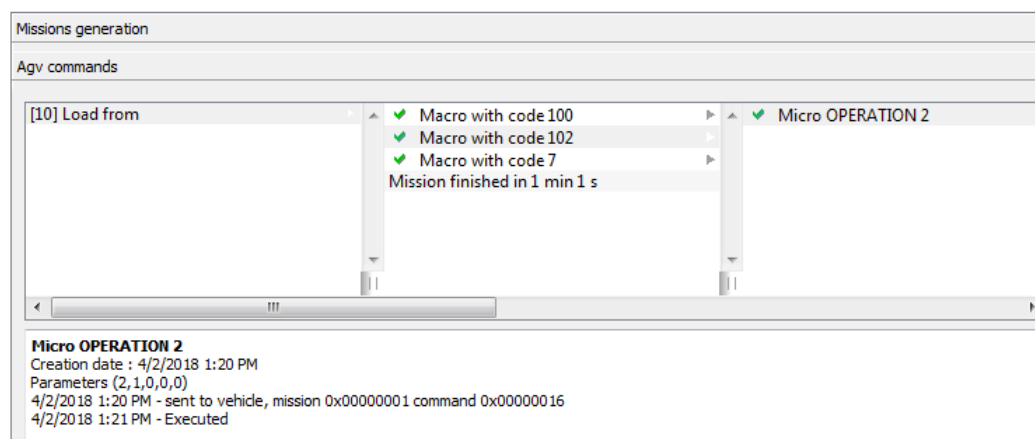 Missions generation
Agv commands
[10] Load from
Macro with code 100
Macro with code 102
Macro with code 7
Mission finished in 1 min 1 s
Micro OPERATION 2
Micro OPERATION 2
Creation date : 4/2/2018 1:20 PM
Parameters (2,1,0,0,0)
4/2/2018 1:20 PM - sent to vehicle, mission 0x00000001 command 0x00000016
4/2/2018 1:21 PM - Executed